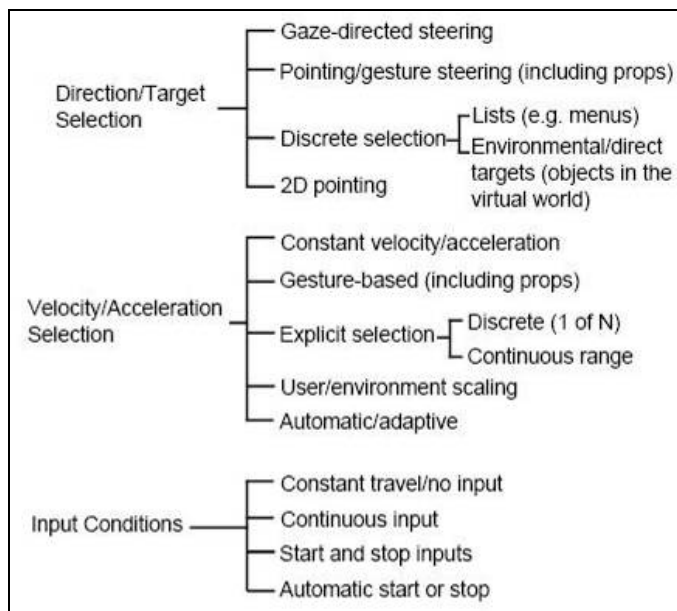 Direction/Target
Selection
Gaze-directed steering
Pointing/gesture steering (including props)
Discrete selection
Lists (e.g. menus)
Environmental/direct
targets (objects in the
virtual world)
2D pointing
Velocity/Acceleration
Selection
Constant velocity/acceleration
Gesture-based (including props)
Explicit selection
Discrete (1 of N)
Continuous range
User/environment scaling
Automatic/adaptive
Input Conditions
Constant travel/no input
Continuous input
Start and stop inputs
Automatic start or stop